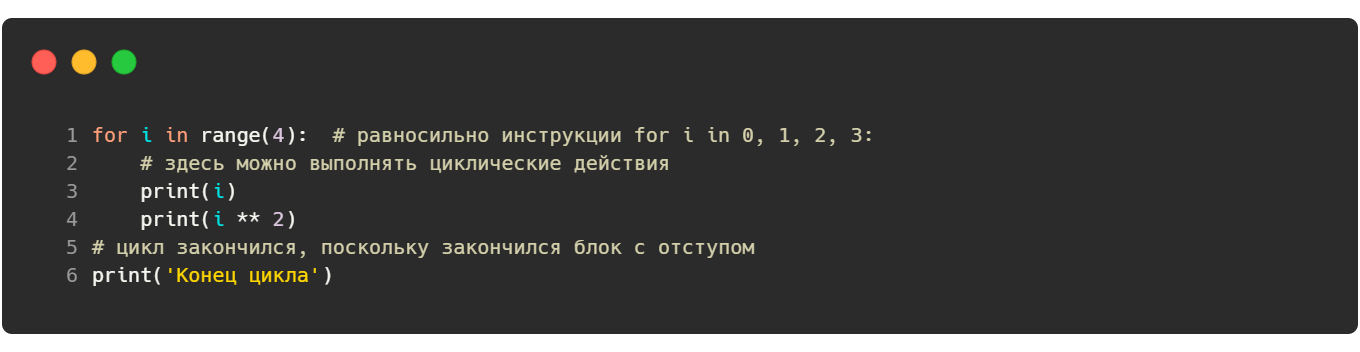 1 for i in range(4):  # равносильно инструкции for i in 0, 1, 2, 3:
2     # здесь можно выполнять циклические действия
3     print(i)
4     print(i ** 2)
5 # цикл закончился, поскольку закончился блок с отступом
6 print('Конец цикла')